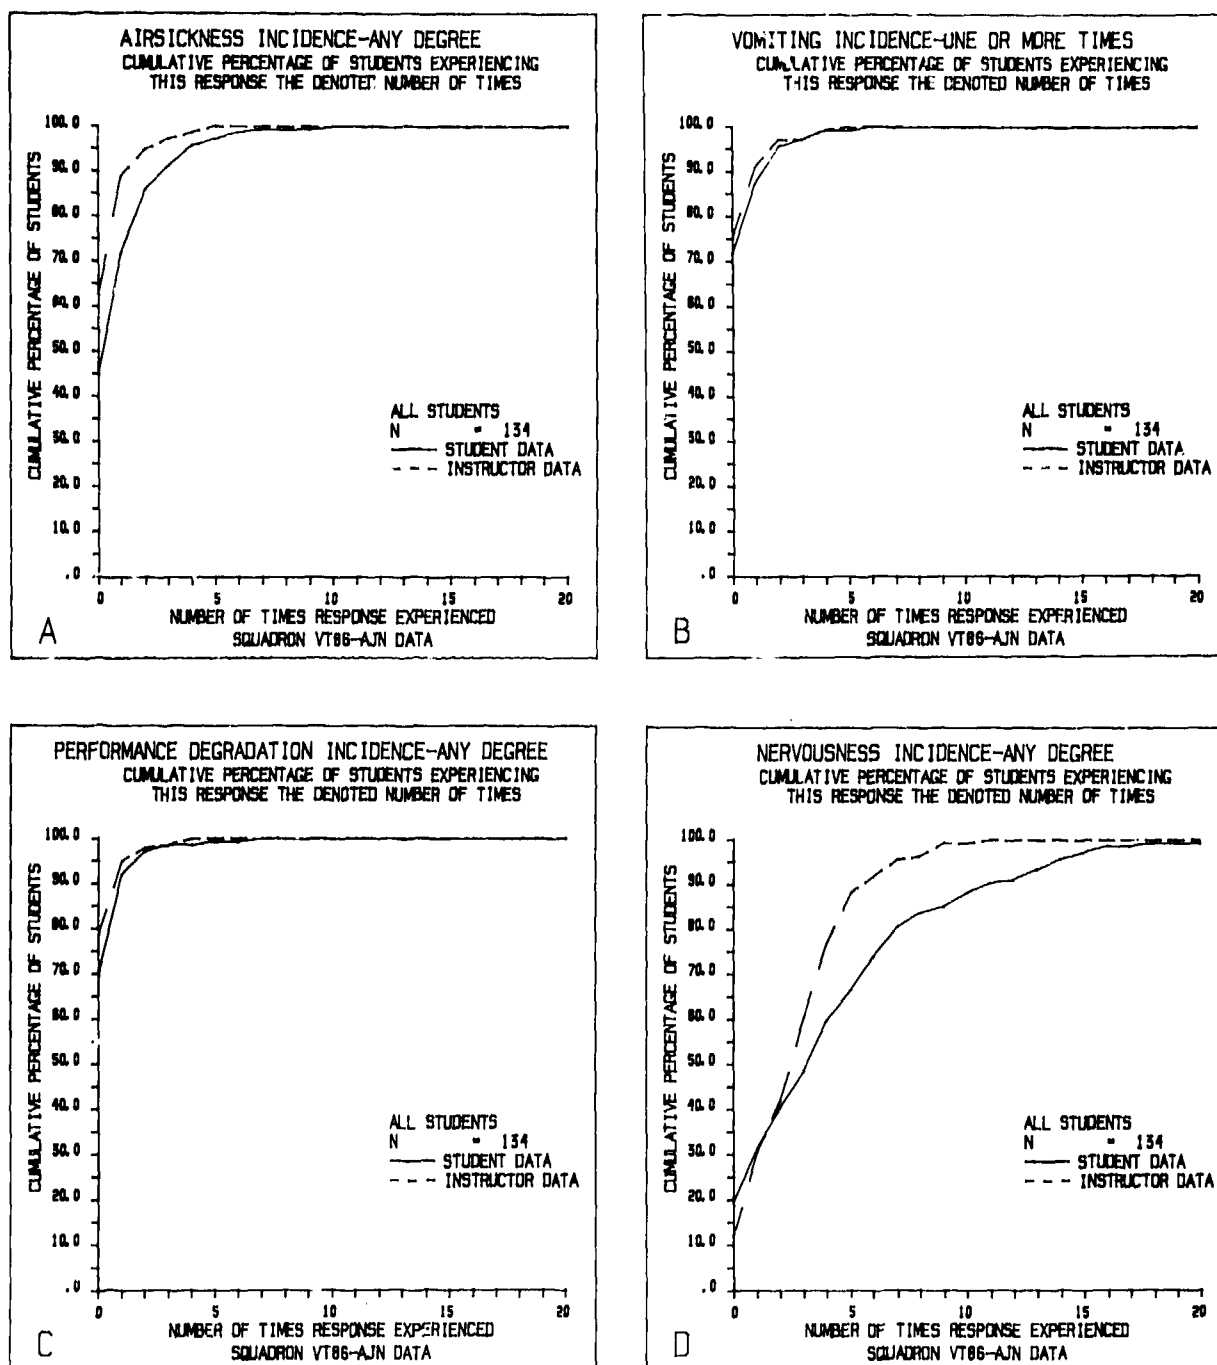 AIRSICKNESS INCIDENCE-ANY DEGREE
CUMULATIVE PERCENTAGE OF STUDENTS EXPERIENCING
THIS RESPONSE THE DENOTED NUMBER OF TIMES
CUMULATIVE PERCENTAGE OF STUDENTS
100.0
90.0
80.0
70.0
60.0
50.0
40.0
30.0
20.0
10.0
.0
ALL STUDENTS
N = 134
STUDENT DATA
INSTRUCTOR DATA
0 5 10 15 20
NUMBER OF TIMES RESPONSE EXPERIENCED
SQUADRON VT86-AJN DATA
A
VOMITING INCIDENCE-ONE OR MORE TIMES
CUMULATIVE PERCENTAGE OF STUDENTS EXPERIENCING
THIS RESPONSE THE DENOTED NUMBER OF TIMES
CUMULATIVE PERCENTAGE OF STUDENTS
100.0
90.0
80.0
70.0
60.0
50.0
40.0
30.0
20.0
10.0
.0
ALL STUDENTS
N = 134
STUDENT DATA
INSTRUCTOR DATA
0 5 10 15 20
NUMBER OF TIMES RESPONSE EXPERIENCED
SQUADRON VT86-AJN DATA
B
PERFORMANCE DEGRADATION INCIDENCE-ANY DEGREE
CUMULATIVE PERCENTAGE OF STUDENTS EXPERIENCING
THIS RESPONSE THE DENOTED NUMBER OF TIMES
CUMULATIVE PERCENTAGE OF STUDENTS
100.0
90.0
80.0
70.0
60.0
50.0
40.0
30.0
20.0
10.0
.0
ALL STUDENTS
N = 134
STUDENT DATA
INSTRUCTOR DATA
0 5 10 15 20
NUMBER OF TIMES RESPONSE EXPERIENCED
SQUADRON VT86-AJN DATA
C
NERVOUSNESS INCIDENCE-ANY DEGREE
CUMULATIVE PERCENTAGE OF STUDENTS EXPERIENCING
THIS RESPONSE THE DENOTED NUMBER OF TIMES
CUMULATIVE PERCENTAGE OF STUDENTS
100.0
90.0
80.0
70.0
60.0
50.0
40.0
30.0
20.0
10.0
.0
ALL STUDENTS
N = 134
STUDENT DATA
INSTRUCTOR DATA
0 5 10 15 20
NUMBER OF TIMES RESPONSE EXPERIENCED
SQUADRON VT86-AJN DATA
D